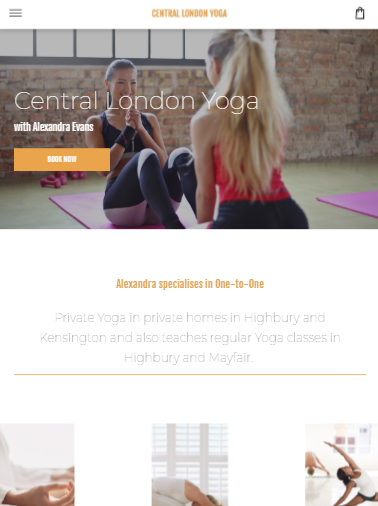 CENTRAL LONDON YOGA
Central London Yoga
with Alexandra Evans
BOOK NOW
Alexandra specialises in One-to-One
Private Yoga in private homes in Highbury and
Kensington and also teaches regular Yoga classes in
Highbury and Mayfair.